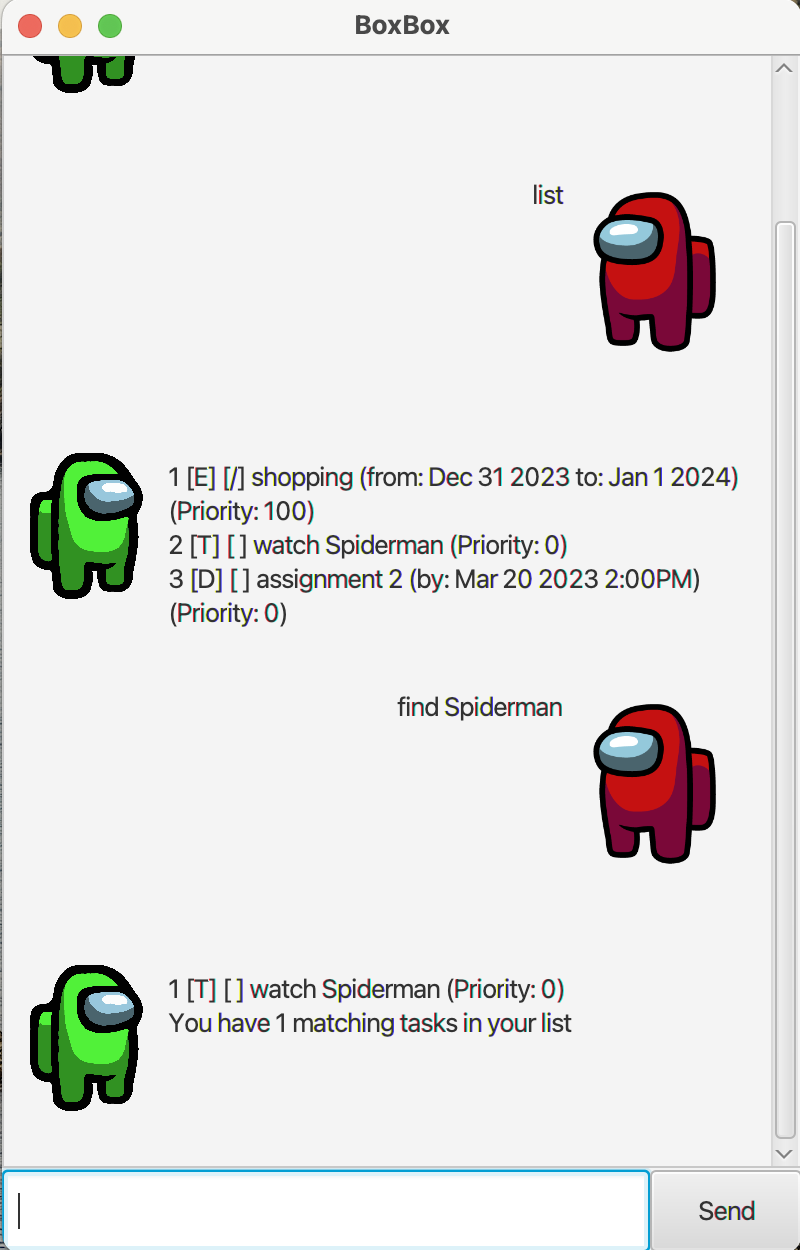 BoxBox
list
1 [E] [/] shopping (from: Dec 31 2023 to: Jan 1 2024)
(Priority: 100)
2 [T] [ ] watch Spiderman (Priority: 0)
3 [D] [ ] assignment 2 (by: Mar 20 2023 2:00PM)
(Priority: 0)
find Spiderman
1 [T] [ ] watch Spiderman (Priority: 0)
You have 1 matching tasks in your list
Send